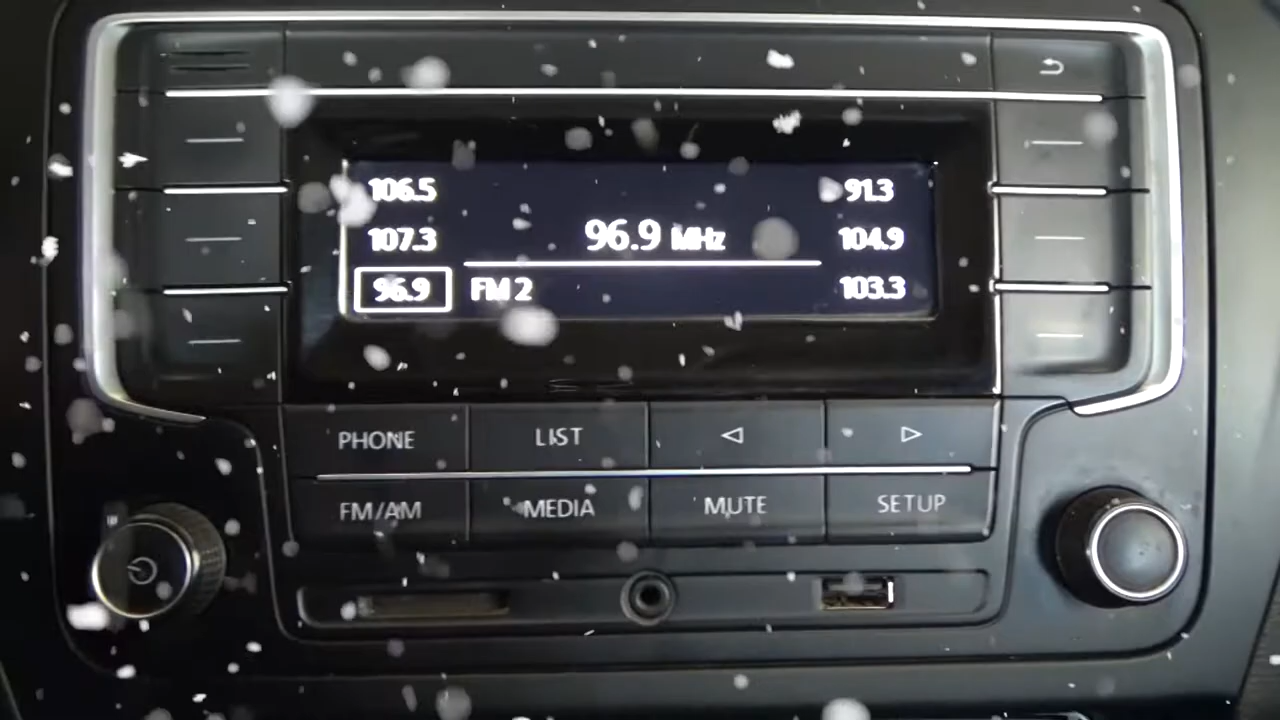 106.5 91.3
96.9 MHz
107.3 104.9
96.9 FM 2 103.3
PHONE LIST
FM/AM MEDIA MUTE SETUP